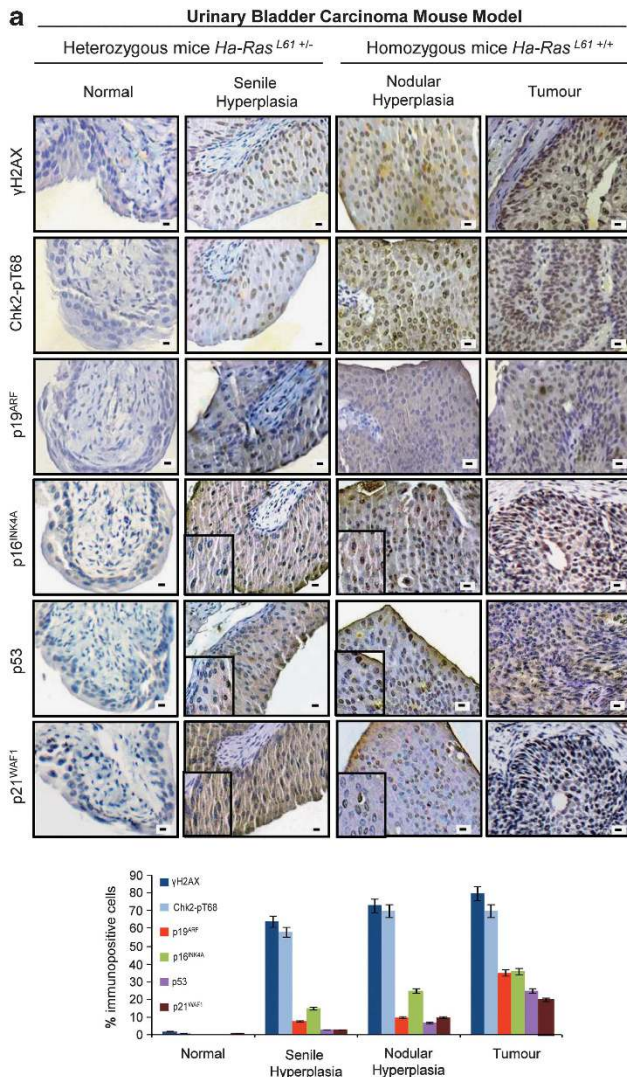 a
Urinary Bladder Carcinoma Mouse Model
Heterozygous mice Ha-Ras L61 +/-
Homozygous mice Ha-Ras L61 +/+
Normal
Senile
Hyperplasia
Nodular
Hyperplasia
Tumour
γH2AX
Chk2-pT68
p19ARF
p16INK4A
p53
p21WAF1
% immunopositive cells
90
80
70
60
50
40
30
20
10
0
γH2AX
Chk2-pT68
p19ARF
p16INK4A
p53
p21WAF1
Normal
Senile
Hyperplasia
Nodular
Hyperplasia
Tumour